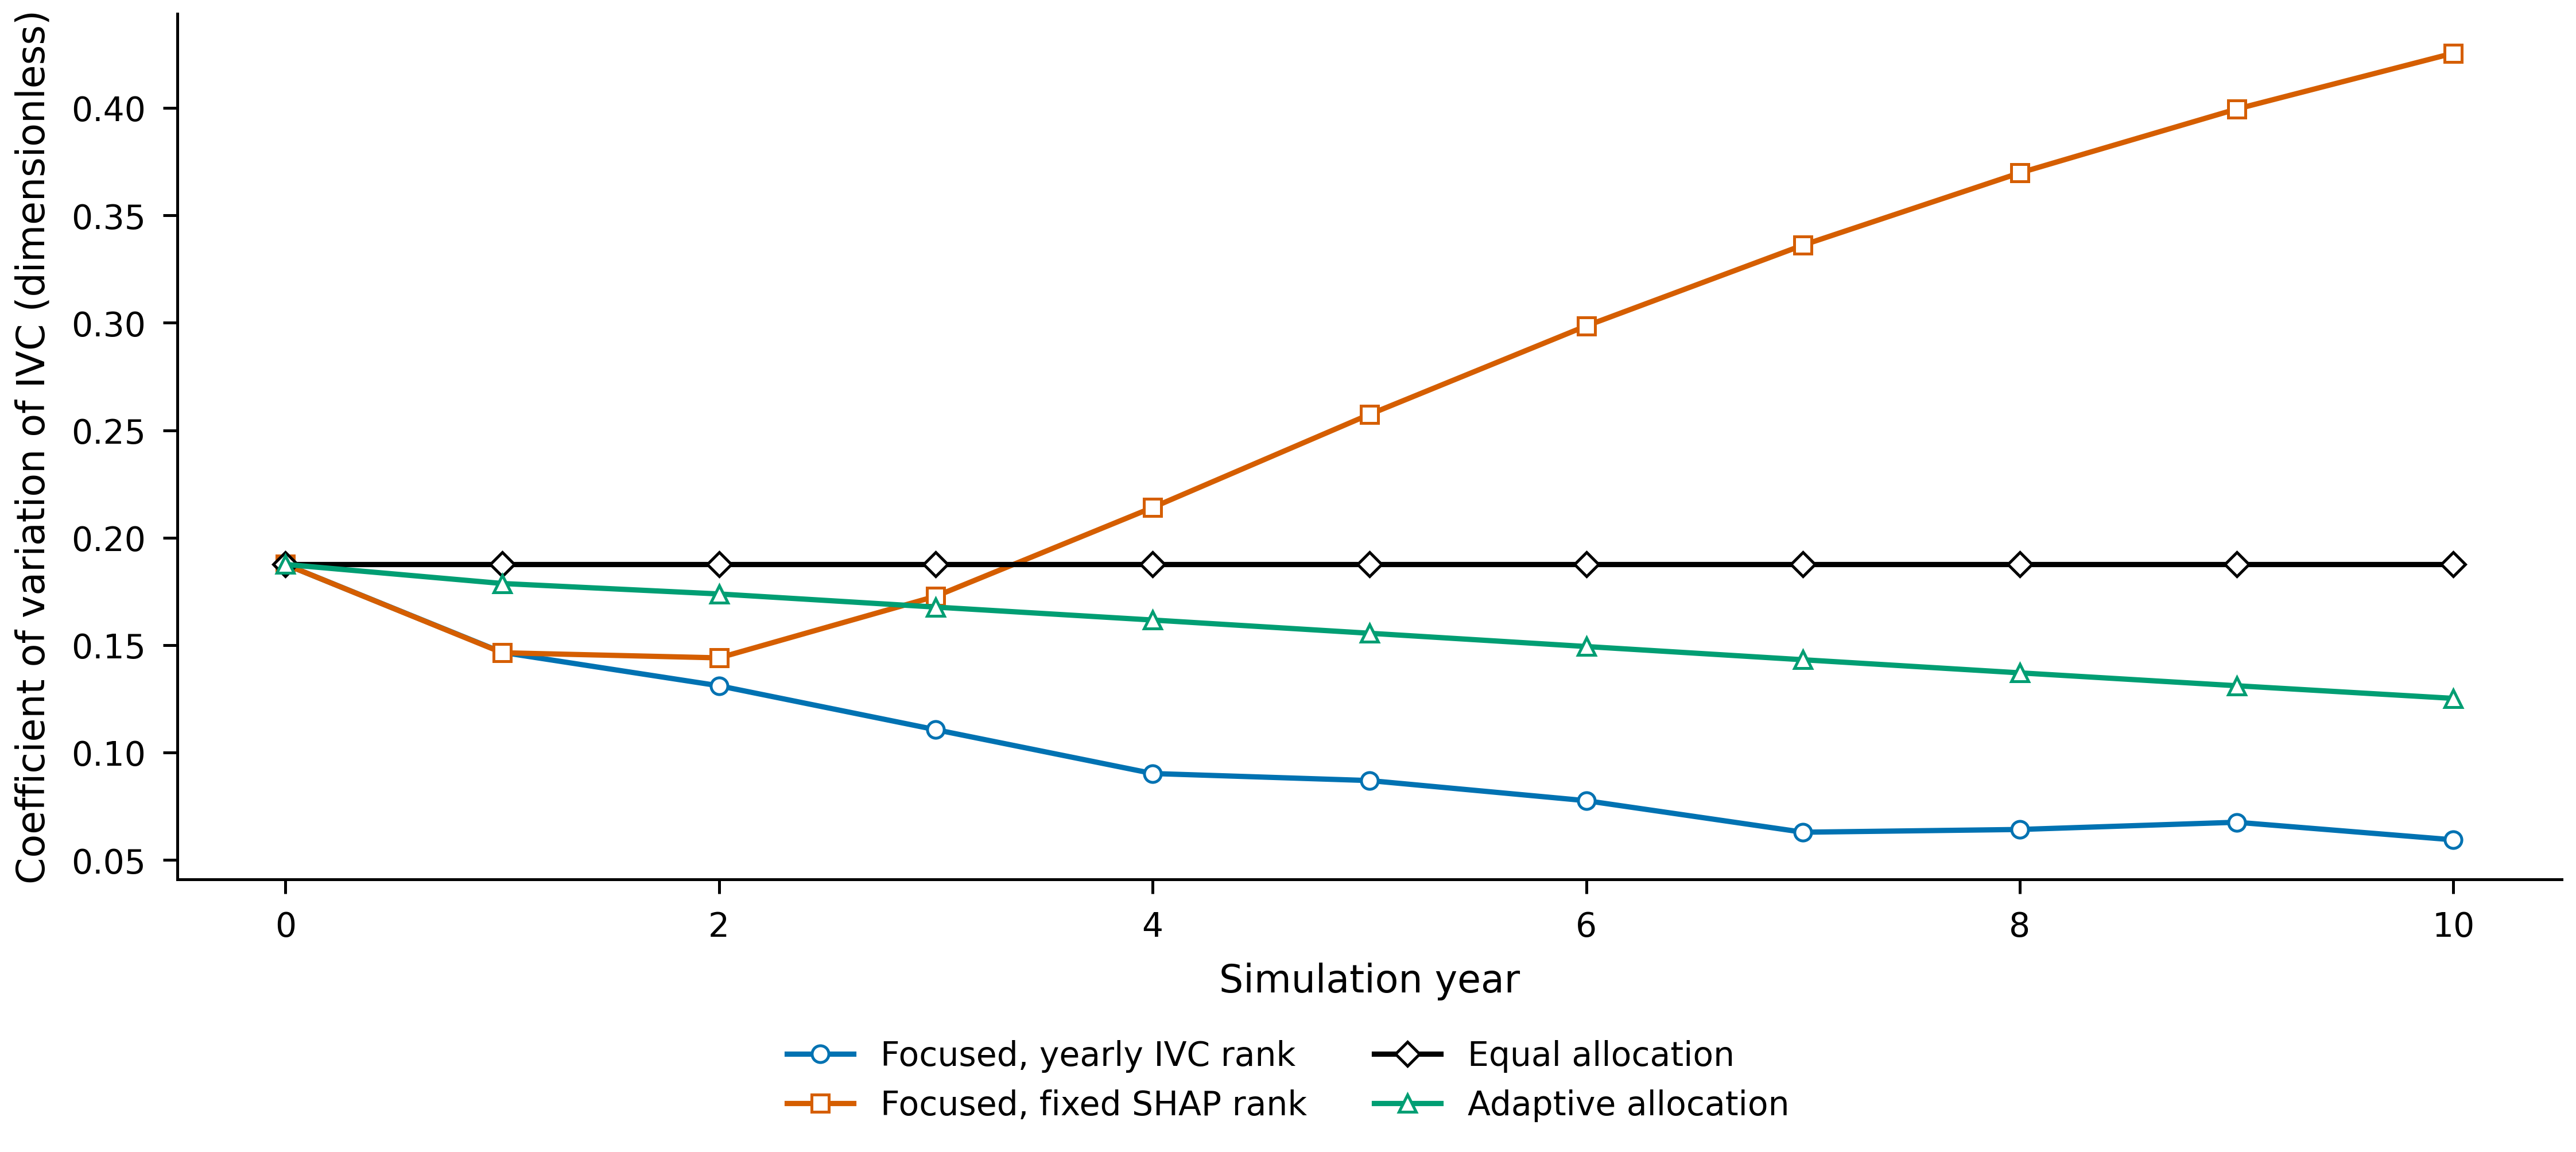 Coefficient of variation of IVC (dimensionless)
0.40
0.35
0.30
0.25
0.20
0.15
0.10
0.05
0 2 4 6 8 10
Simulation year
Focused, yearly IVC rank
Focused, fixed SHAP rank
Equal allocation
Adaptive allocation